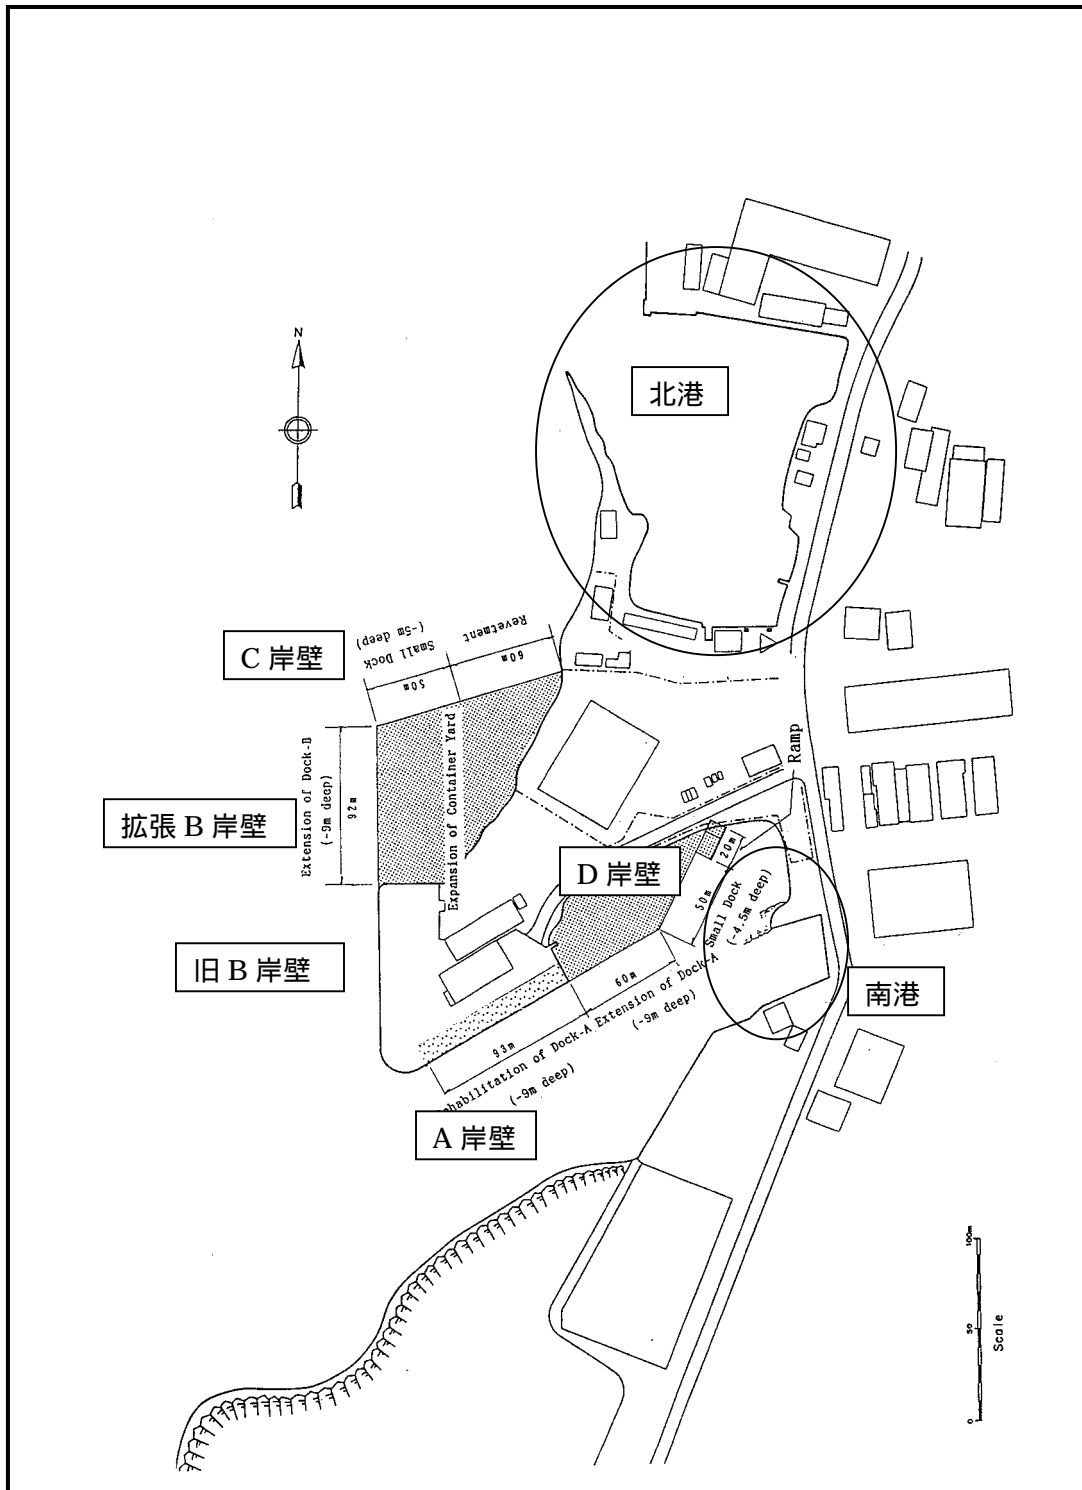 N
北港
C 岸壁
Small Dock
(-5m deep)
Revetment
50m
60m
拡張 B 岸壁
Extension of Dock-B
(-9m deep)
92m
Expansion of Container Yard
Ramp
D 岸壁
20m
50m
Small Dock
(-4.5m deep)
旧 B 岸壁
南港
60m
Extension of Dock-A
(-9m deep)
93m
ehabilitation of Dock-A
(-9m deep)
A 岸壁
100m
50
0
Scale